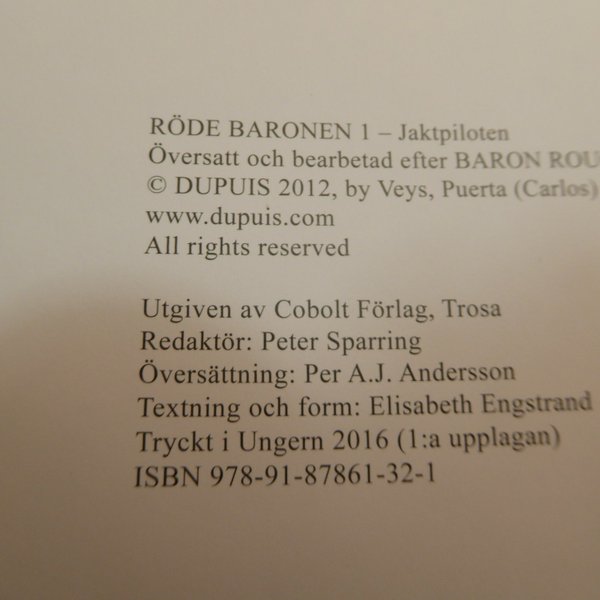 RÖDE BARONEN 1 – Jaktpiloten
Översatt och bearbetad efter BARON ROU
© DUPUIS 2012, by Veys, Puerta (Carlos)
www.dupuis.com
All rights reserved
Utgiven av Cobolt Förlag, Trosa
Redaktör: Peter Sparring
Översättning: Per A.J. Andersson
Textning och form: Elisabeth Engstrand
Tryckt i Ungern 2016 (1:a upplagan)
ISBN 978-91-87861-32-1